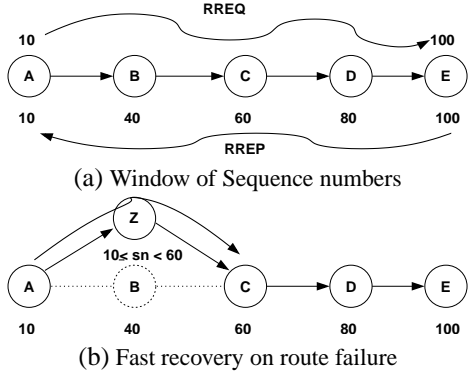 RREQ
10 100
A B C D E
10 40 60 80 100
RREP
(a) Window of Sequence numbers
Z
10≤ sn < 60
A B C D E
10 40 60 80 100
(b) Fast recovery on route failure